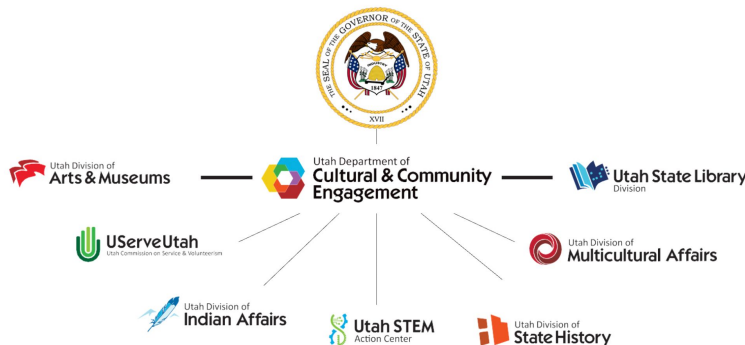 THE SEAL OF THE GOVERNOR OF THE STATE OF UTAH
INDUSTRY
1847
XVII
Utah Division of
Arts & Museums
Utah Department of
Cultural & Community
Engagement
Utah State Library
Division
UServeUtah
Utah Commission on Service & Volunteerism
Utah Division of
Multicultural Affairs
Utah Division of
Indian Affairs
Utah STEM
Action Center
Utah Division of
State History